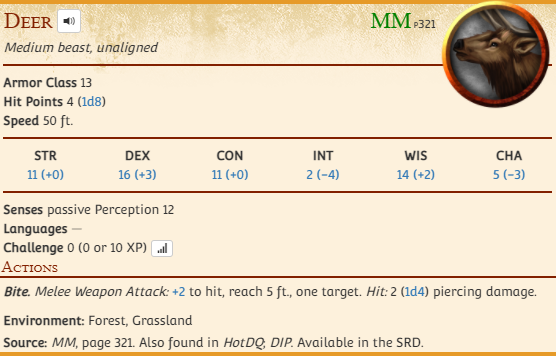 DEER MM P321
Medium beast, unaligned
Armor Class 13
Hit Points 4 (1d8)
Speed 50 ft.
STR DEX CON INT WIS CHA
11 (+0) 16 (+3) 11 (+0) 2 (−4) 14 (+2) 5 (−3)
Senses passive Perception 12
Languages —
Challenge 0 (0 or 10 XP)
ACTIONS
Bite. Melee Weapon Attack: +2 to hit, reach 5 ft., one target. Hit: 2 (1d4) piercing damage.
Environment: Forest, Grassland
Source: MM, page 321. Also found in HotDQ; DIP. Available in the SRD.